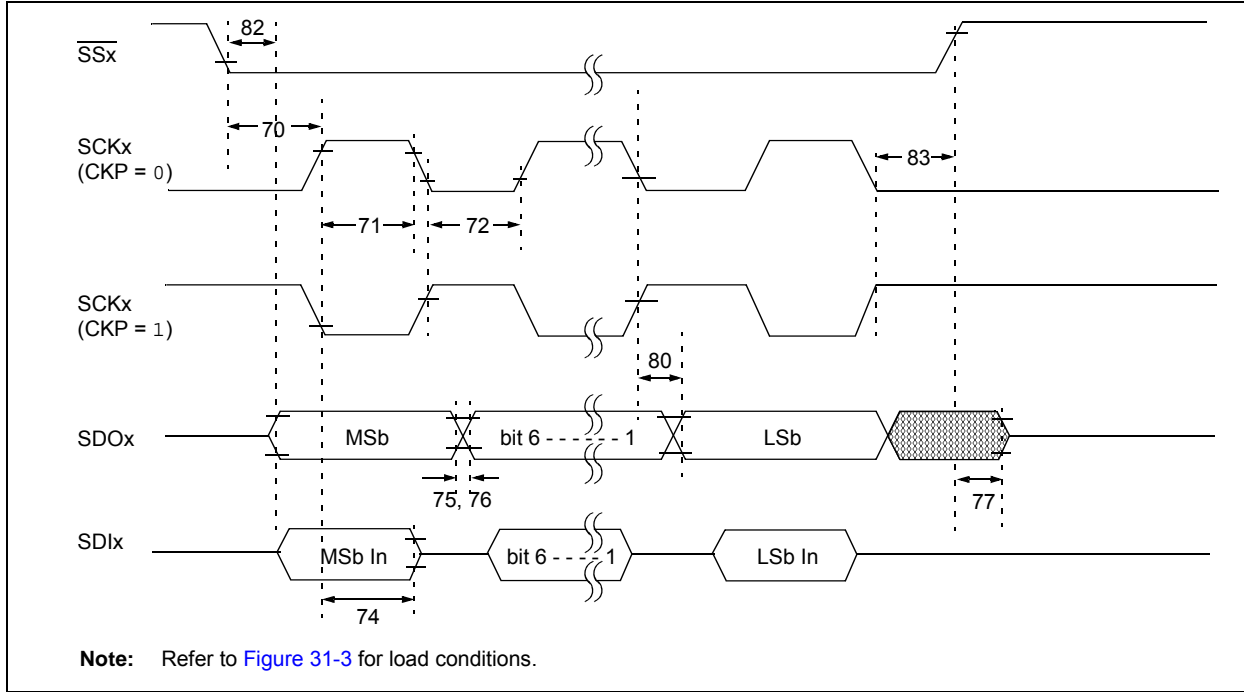 82
SSx
70
SCKx
(CKP = 0)
83
71
72
SCKx
(CKP = 1)
80
SDOx
MSb
bit 6 - - - - - - 1
LSb
75, 76
77
SDIx
MSb In
bit 6 - - - - - 1
LSb In
74
Note: Refer to Figure 31-3 for load conditions.